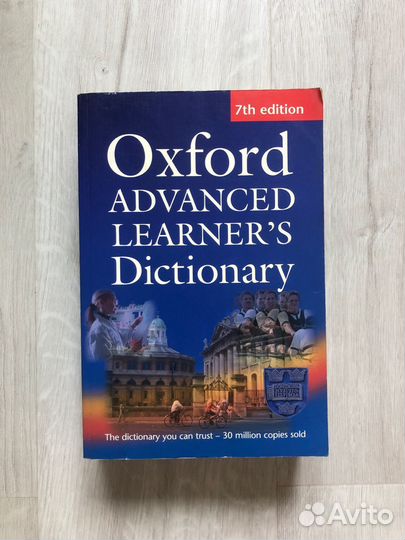 7th edition
Oxford
ADVANCED
LEARNER'S
Dictionary
The dictionary you can trust – 30 million copies sold
Avito